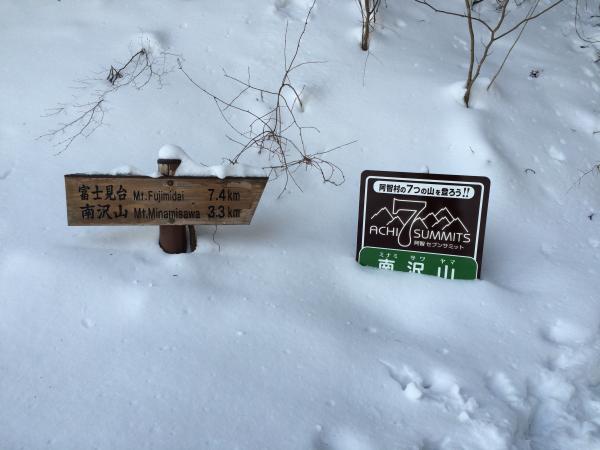 富士見台 Mt.Fujimidai 7.4km
南沢山 Mt.Minamisawa 3.3km
阿智村の7つの山を登ろう!!
ACHI 7 SUMMITS
阿智 セブンサミット
ミナミ サワ ヤマ
南沢山